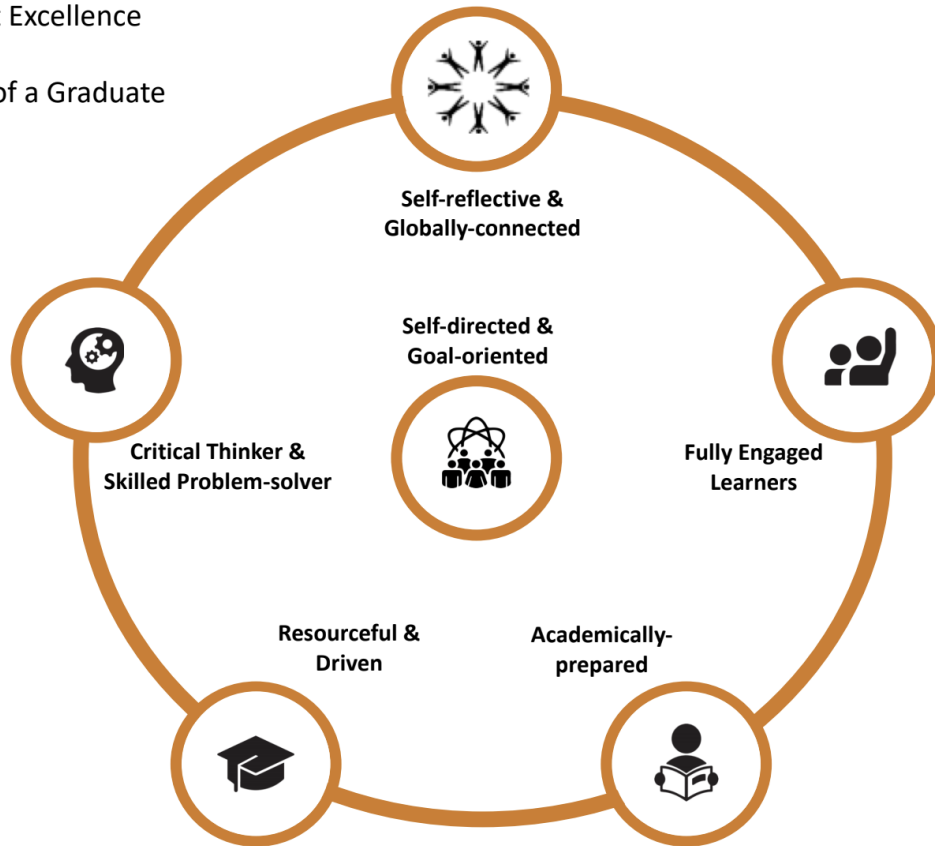 Excellence
of a Graduate
Self-reflective &
Globally-connected
Self-directed &
Goal-oriented
Critical Thinker &
Skilled Problem-solver
Fully Engaged
Learners
Resourceful &
Driven
Academically-
prepared